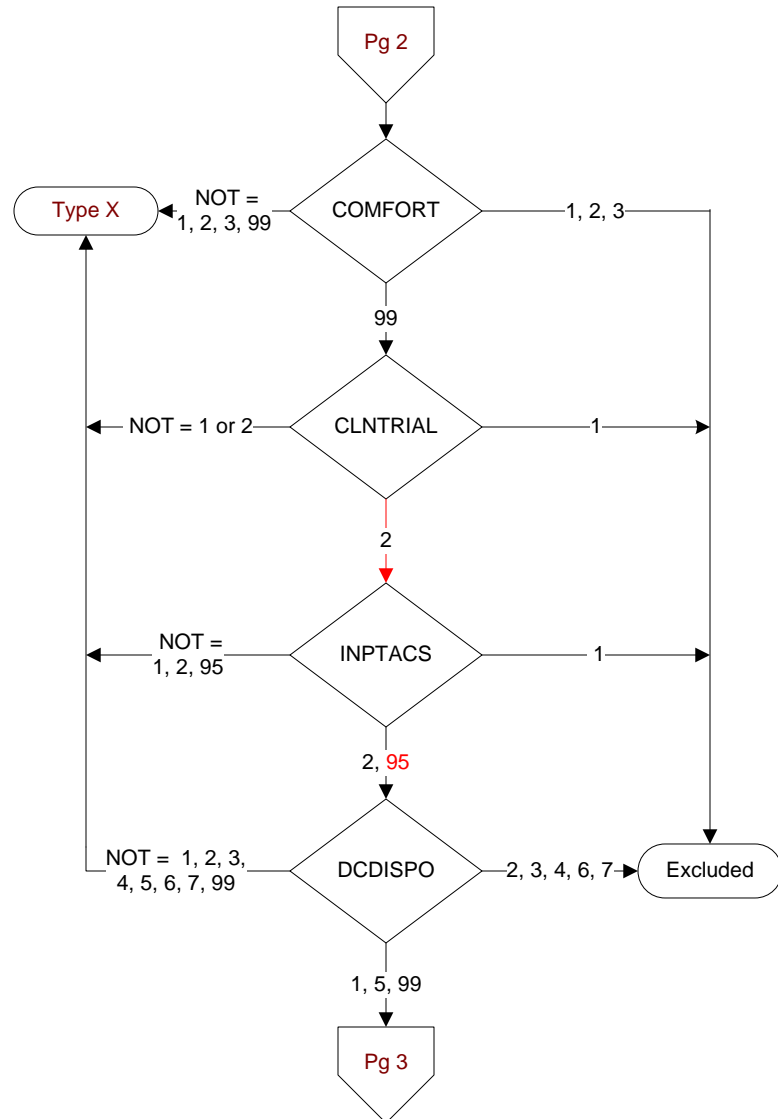 Pg 2
NOT =
1, 2, 3, 99
Type X
COMFORT
1, 2, 3
99
NOT = 1 or 2
CLNTRIAL
1
2
NOT =
1, 2, 95
INPTACS
1
2, 95
NOT =  1, 2, 3,
4, 5, 6, 7, 99
DCDISPO
2, 3, 4, 6, 7
Excluded
1, 5, 99
Pg 3